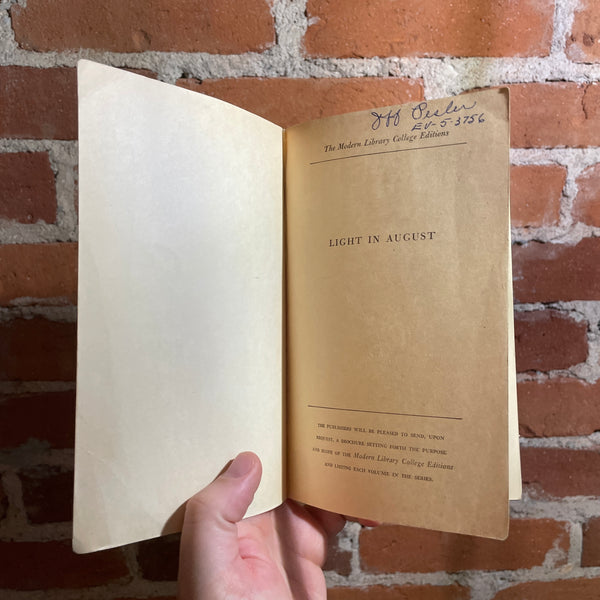 Jeff Pesler
EV-5-3756
The Modern Library College Editions
LIGHT IN AUGUST
THE PUBLISHERS WILL BE PLEASED TO SEND, UPON
REQUEST, A BROCHURE SETTING FORTH THE PURPOSE
AND SCOPE OF THE Modern Library College Editions
AND LISTING EACH VOLUME IN THE SERIES.